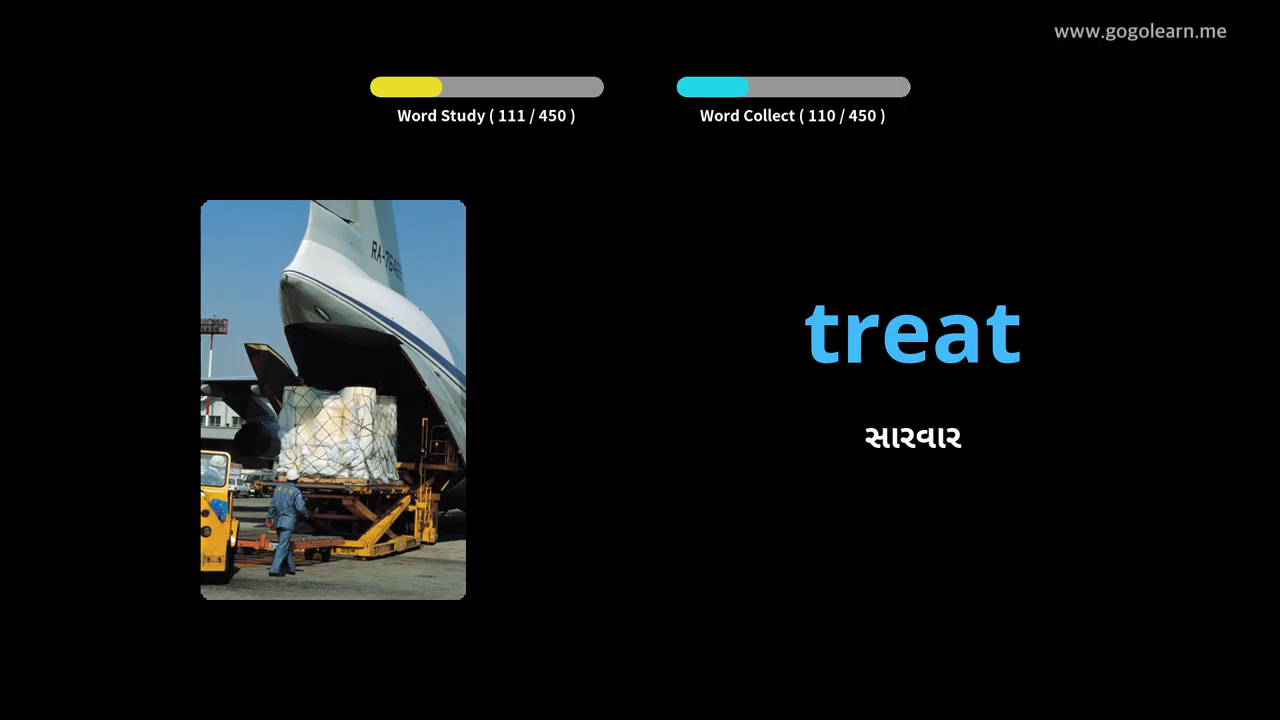 www.gogolearn.me
Word Study ( 111 / 450 )
Word Collect ( 110 / 450 )
treat
સારવાર